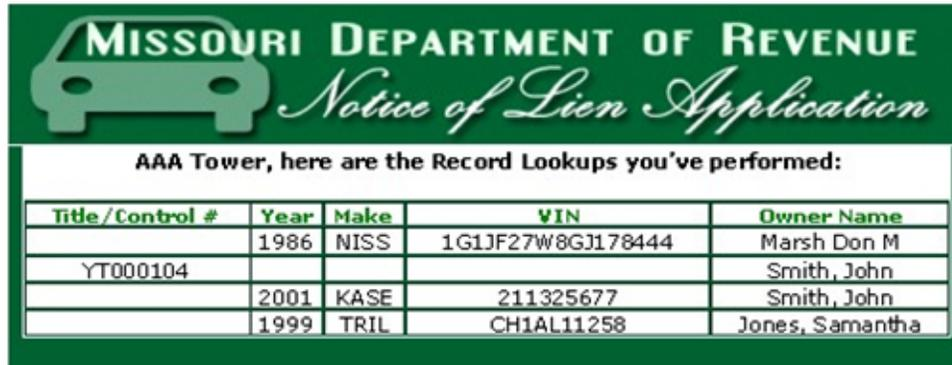 MISSOURI DEPARTMENT OF REVENUE
Notice of Lien Application
AAA Tower, here are the Record Lookups you've performed:
Title/Control # Year Make VIN Owner Name
1986 NISS 1G1JF27W8GJ178444 Marsh Don M
YT000104 Smith, John
2001 KASE 211325677 Smith, John
1999 TRIL CH1AL11258 Jones, Samantha